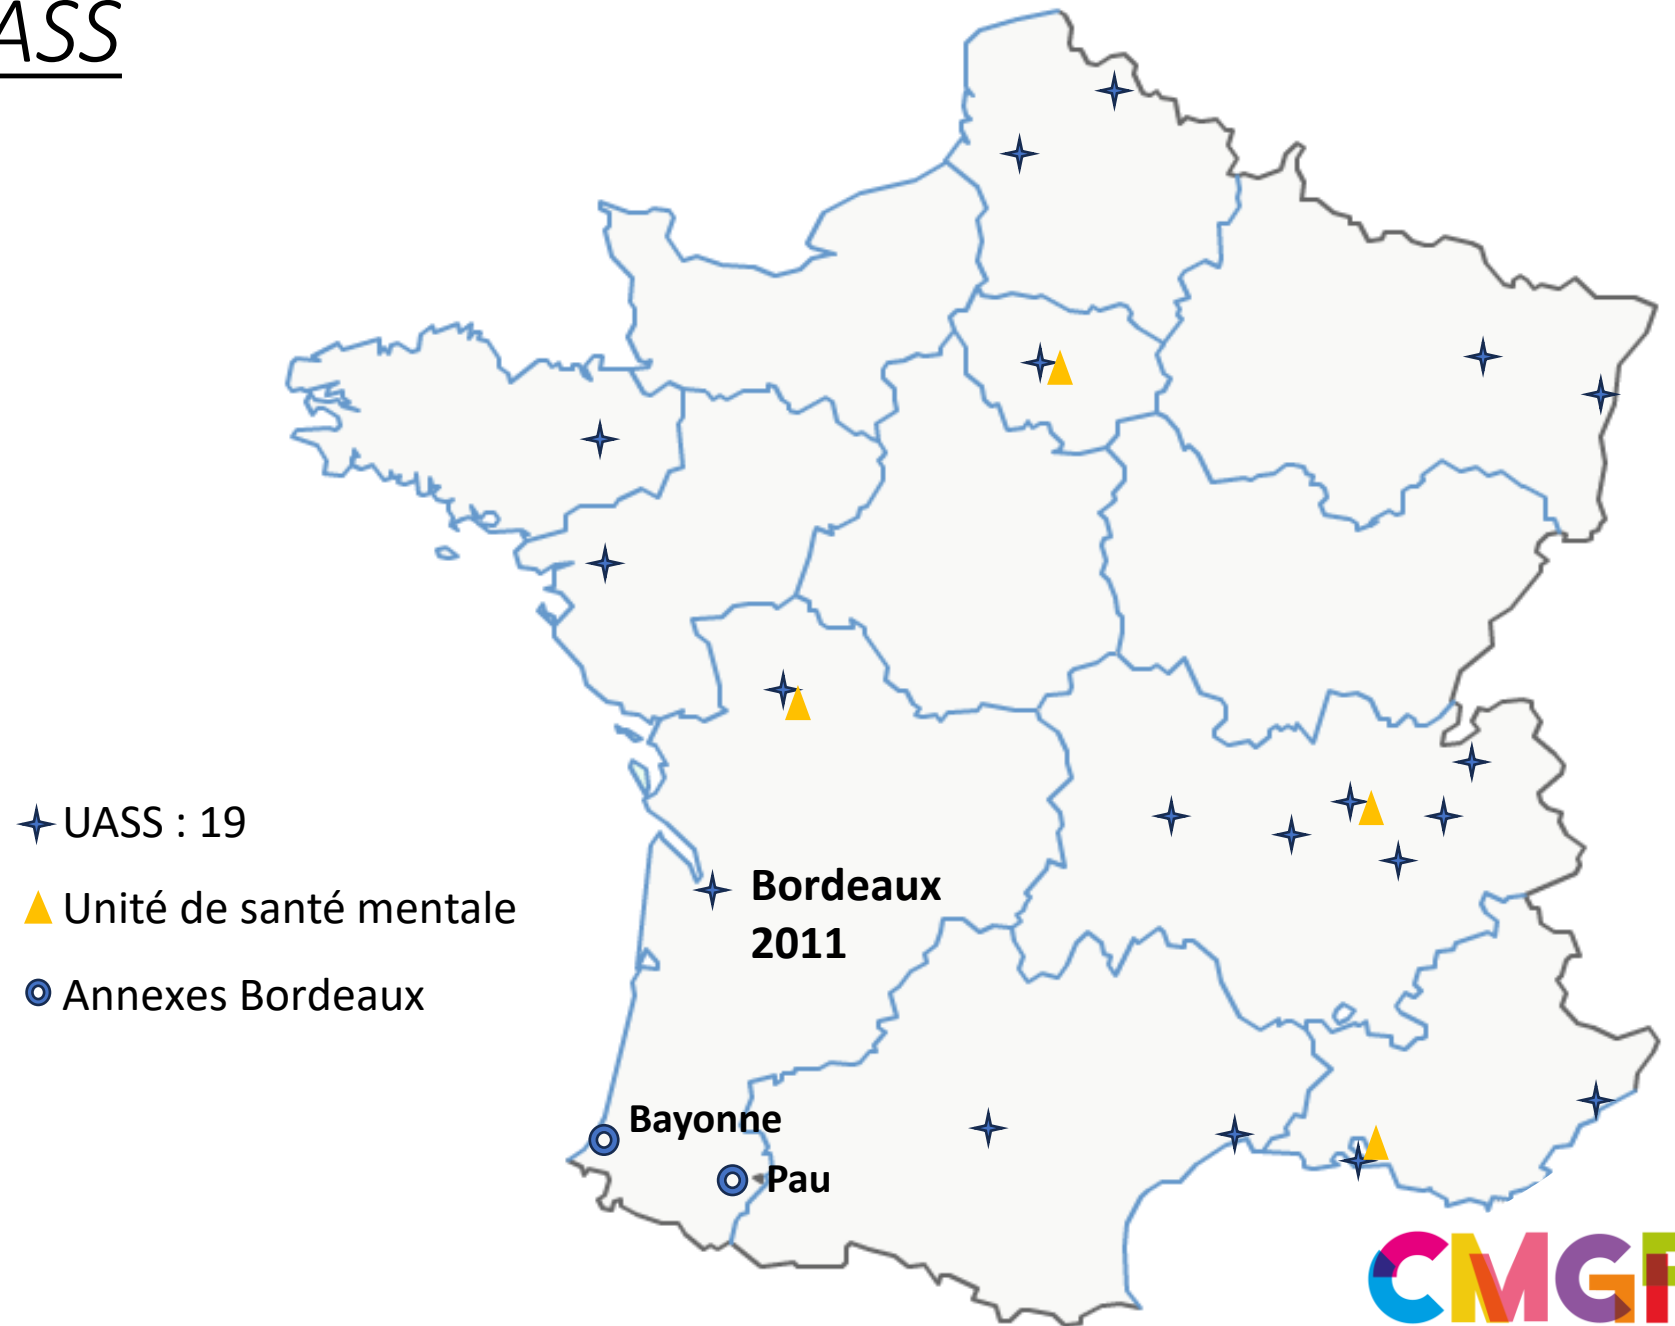 ASS
UASS : 19
Unité de santé mentale
Annexes Bordeaux
Bordeaux
2011
Bayonne
Pau
CMGF